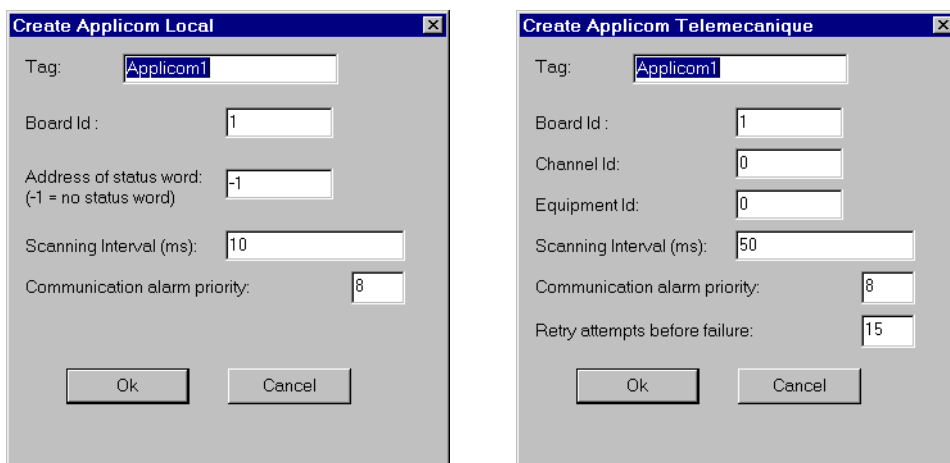 Create Applicom Local
Tag: Applicom1
Board Id : 1
Address of status word: -1
(-1 = no status word)
Scanning Interval (ms): 10
Communication alarm priority: 8
Ok Cancel
Create Applicom Telemecanique
Tag: Applicom1
Board Id : 1
Channel Id: 0
Equipment Id: 0
Scanning Interval (ms): 50
Communication alarm priority: 8
Retry attempts before failure: 15
Ok Cancel